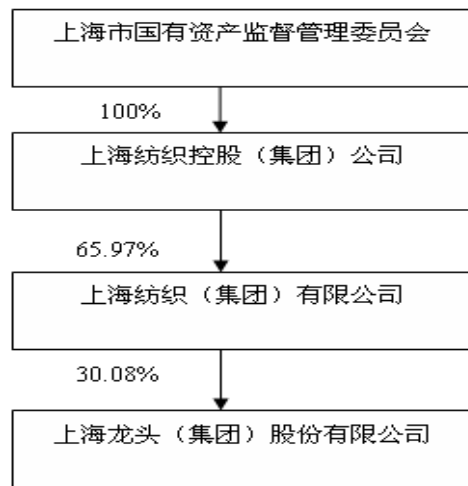 上海市国有资产监督管理委员会
100%
上海纺织控股（集团）公司
65.97%
上海纺织（集团）有限公司
30.08%
上海龙头（集团）股份有限公司